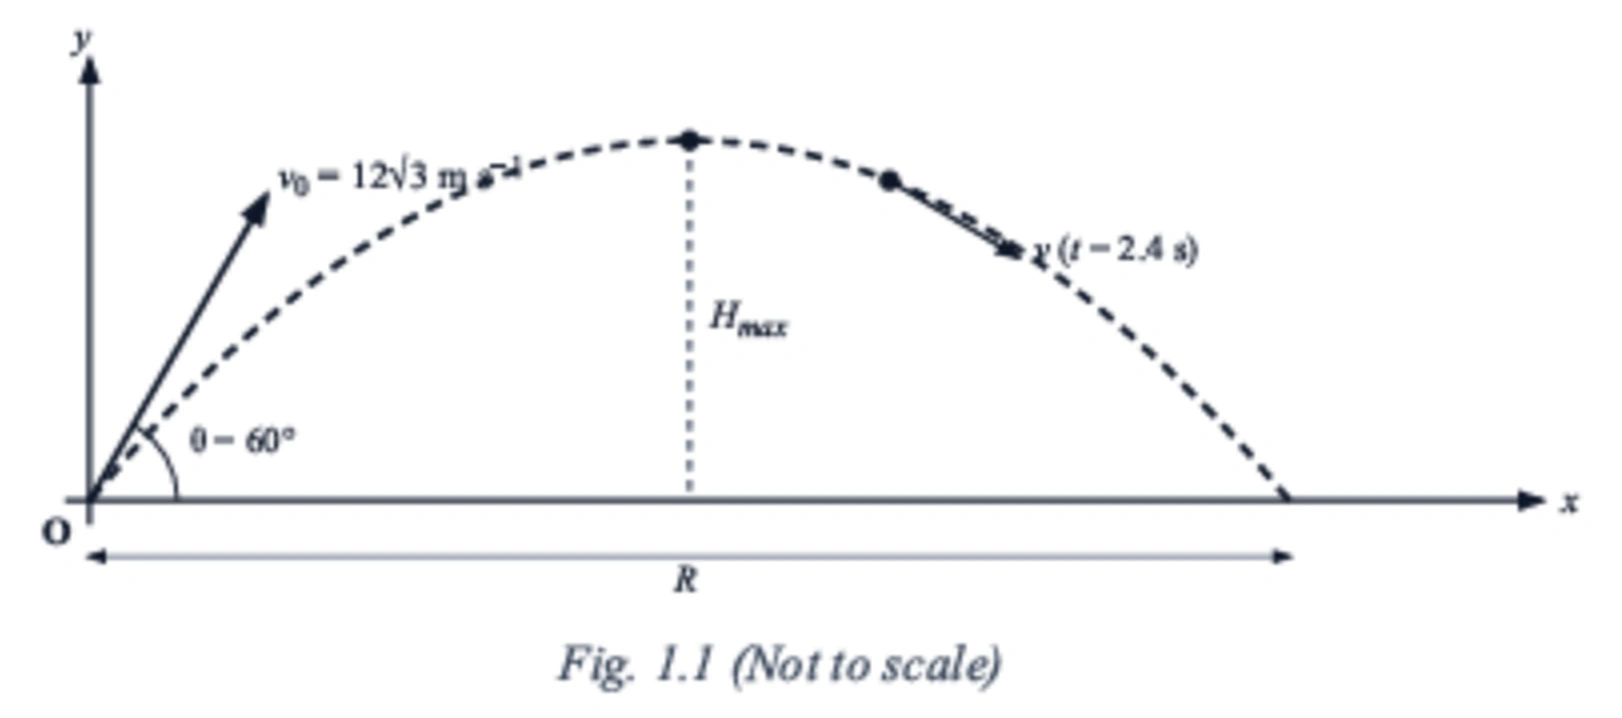 y
v₀ = 12√3 m s⁻¹
v (t = 2.4 s)
H_max
θ = 60°
O
x
R
Fig. 1.1 (Not to scale)